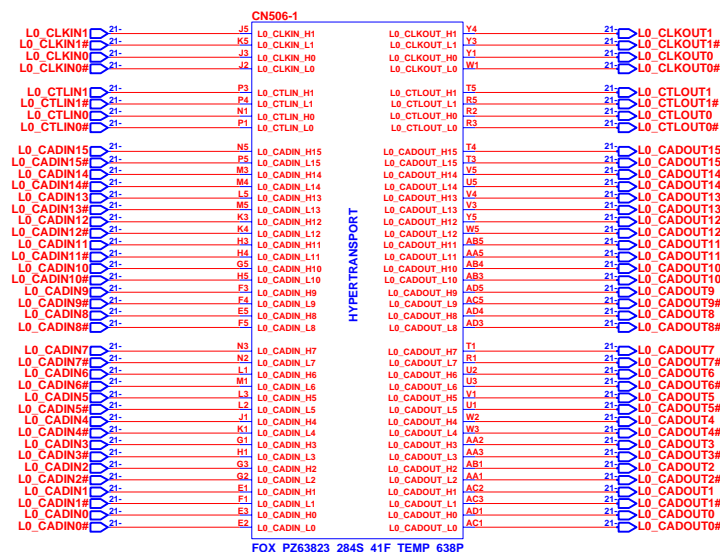 CN506-1
L0_CLKIN1 21- J5 L0_CLKIN_H1 L0_CLKOUT_H1 Y4 21- L0_CLKOUT1
L0_CLKIN1# 21- K5 L0_CLKIN_L1 L0_CLKOUT_L1 Y3 21- L0_CLKOUT1#
L0_CLKIN0 21- J3 L0_CLKIN_H0 L0_CLKOUT_H0 Y1 21- L0_CLKOUT0
L0_CLKIN0# 21- J2 L0_CLKIN_L0 L0_CLKOUT_L0 W1 21- L0_CLKOUT0#
L0_CTLIN1 21- P3 L0_CTLIN_H1 L0_CTLOUT_H1 T5 21- L0_CTLOUT1
L0_CTLIN1# 21- P4 L0_CTLIN_L1 L0_CTLOUT_L1 R5 21- L0_CTLOUT1#
L0_CTLIN0 21- N1 L0_CTLIN_H0 L0_CTLOUT_H0 R2 21- L0_CTLOUT0
L0_CTLIN0# 21- P1 L0_CTLIN_L0 L0_CTLOUT_L0 R3 21- L0_CTLOUT0#
L0_CADIN15 21- N5 L0_CADIN_H15 L0_CADOUT_H15 T4 21- L0_CADOUT15
L0_CADIN15# 21- P5 L0_CADIN_L15 L0_CADOUT_L15 T3 21- L0_CADOUT15
L0_CADIN14 21- M3 L0_CADIN_H14 L0_CADOUT_H14 V5 21- L0_CADOUT14
L0_CADIN14# 21- M4 L0_CADIN_L14 L0_CADOUT_L14 U5 21- L0_CADOUT14
L0_CADIN13 21- L5 L0_CADIN_H13 L0_CADOUT_H13 V4 21- L0_CADOUT13
L0_CADIN13# 21- M5 L0_CADIN_L13 L0_CADOUT_L13 V3 21- L0_CADOUT13
L0_CADIN12 21- K3 L0_CADIN_H12 L0_CADOUT_H12 Y5 21- L0_CADOUT12
L0_CADIN12# 21- K4 L0_CADIN_L12 L0_CADOUT_L12 W5 21- L0_CADOUT12
L0_CADIN11 21- H3 L0_CADIN_H11 L0_CADOUT_H11 AB5 21- L0_CADOUT11
L0_CADIN11# 21- H4 L0_CADIN_L11 L0_CADOUT_L11 AA5 21- L0_CADOUT11
L0_CADIN10 21- G5 L0_CADIN_H10 L0_CADOUT_H10 AB4 21- L0_CADOUT10
L0_CADIN10# 21- H5 L0_CADIN_L10 L0_CADOUT_L10 AB3 21- L0_CADOUT10
L0_CADIN9 21- F3 L0_CADIN_H9 L0_CADOUT_H9 AD5 21- L0_CADOUT9
L0_CADIN9# 21- F4 L0_CADIN_L9 L0_CADOUT_L9 AC5 21- L0_CADOUT9#
L0_CADIN8 21- E5 L0_CADIN_H8 L0_CADOUT_H8 AD4 21- L0_CADOUT8
L0_CADIN8# 21- F5 L0_CADIN_L8 L0_CADOUT_L8 AD3 21- L0_CADOUT8#
HYPERTRANSPORT
L0_CADIN7 21- N3 L0_CADIN_H7 L0_CADOUT_H7 T1 21- L0_CADOUT7
L0_CADIN7# 21- N2 L0_CADIN_L7 L0_CADOUT_L7 R1 21- L0_CADOUT7#
L0_CADIN6 21- L1 L0_CADIN_H6 L0_CADOUT_H6 U2 21- L0_CADOUT6
L0_CADIN6# 21- M1 L0_CADIN_L6 L0_CADOUT_L6 U3 21- L0_CADOUT6#
L0_CADIN5 21- L3 L0_CADIN_H5 L0_CADOUT_H5 V1 21- L0_CADOUT5
L0_CADIN5# 21- L2 L0_CADIN_L5 L0_CADOUT_L5 U1 21- L0_CADOUT5#
L0_CADIN4 21- J1 L0_CADIN_H4 L0_CADOUT_H4 W2 21- L0_CADOUT4
L0_CADIN4# 21- K1 L0_CADIN_L4 L0_CADOUT_L4 W3 21- L0_CADOUT4#
L0_CADIN3 21- G1 L0_CADIN_H3 L0_CADOUT_H3 AA2 21- L0_CADOUT3
L0_CADIN3# 21- H1 L0_CADIN_L3 L0_CADOUT_L3 AA3 21- L0_CADOUT3#
L0_CADIN2 21- G3 L0_CADIN_H2 L0_CADOUT_H2 AB1 21- L0_CADOUT2
L0_CADIN2# 21- G2 L0_CADIN_L2 L0_CADOUT_L2 AA1 21- L0_CADOUT2#
L0_CADIN1 21- E1 L0_CADIN_H1 L0_CADOUT_H1 AC2 21- L0_CADOUT1
L0_CADIN1# 21- F1 L0_CADIN_L1 L0_CADOUT_L1 AC3 21- L0_CADOUT1#
L0_CADIN0 21- E3 L0_CADIN_H0 L0_CADOUT_H0 AD1 21- L0_CADOUT0
L0_CADIN0# 21- E2 L0_CADIN_L0 L0_CADOUT_L0 AC1 21- L0_CADOUT0#
FOX_PZ63823_284S_41F_TEMP_638P